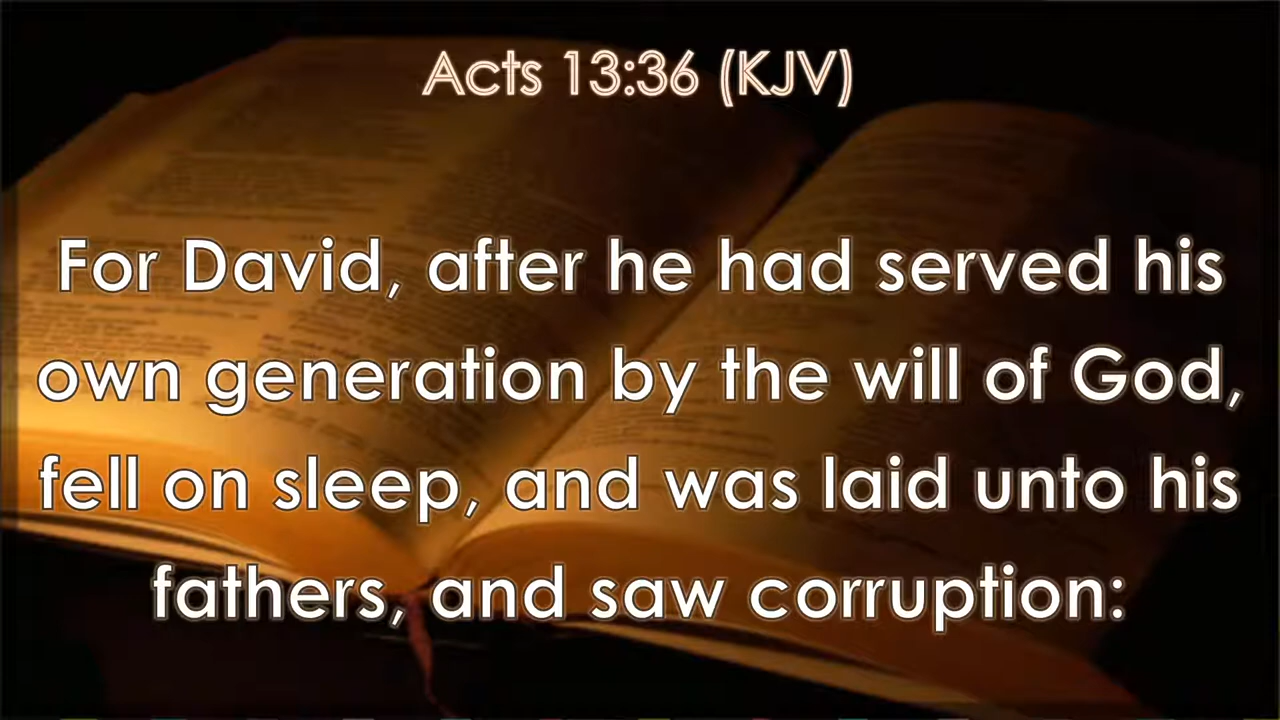 Acts 13:36 (KJV)
For David, after he had served his
own generation by the will of God,
fell on sleep, and was laid unto his
fathers, and saw corruption: